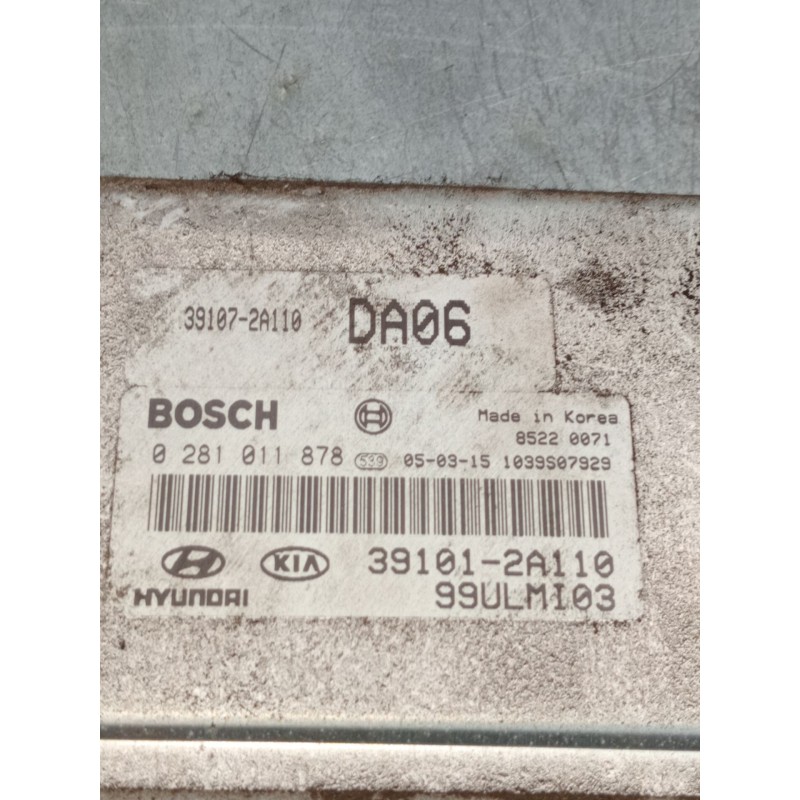 39107-2A110 DA06
BOSCH
Made in Korea
8522 0071
0 281 011 878 539 05-03-15 1039S07929
HYUNDAI KIA 39101-2A110
99ULMI03